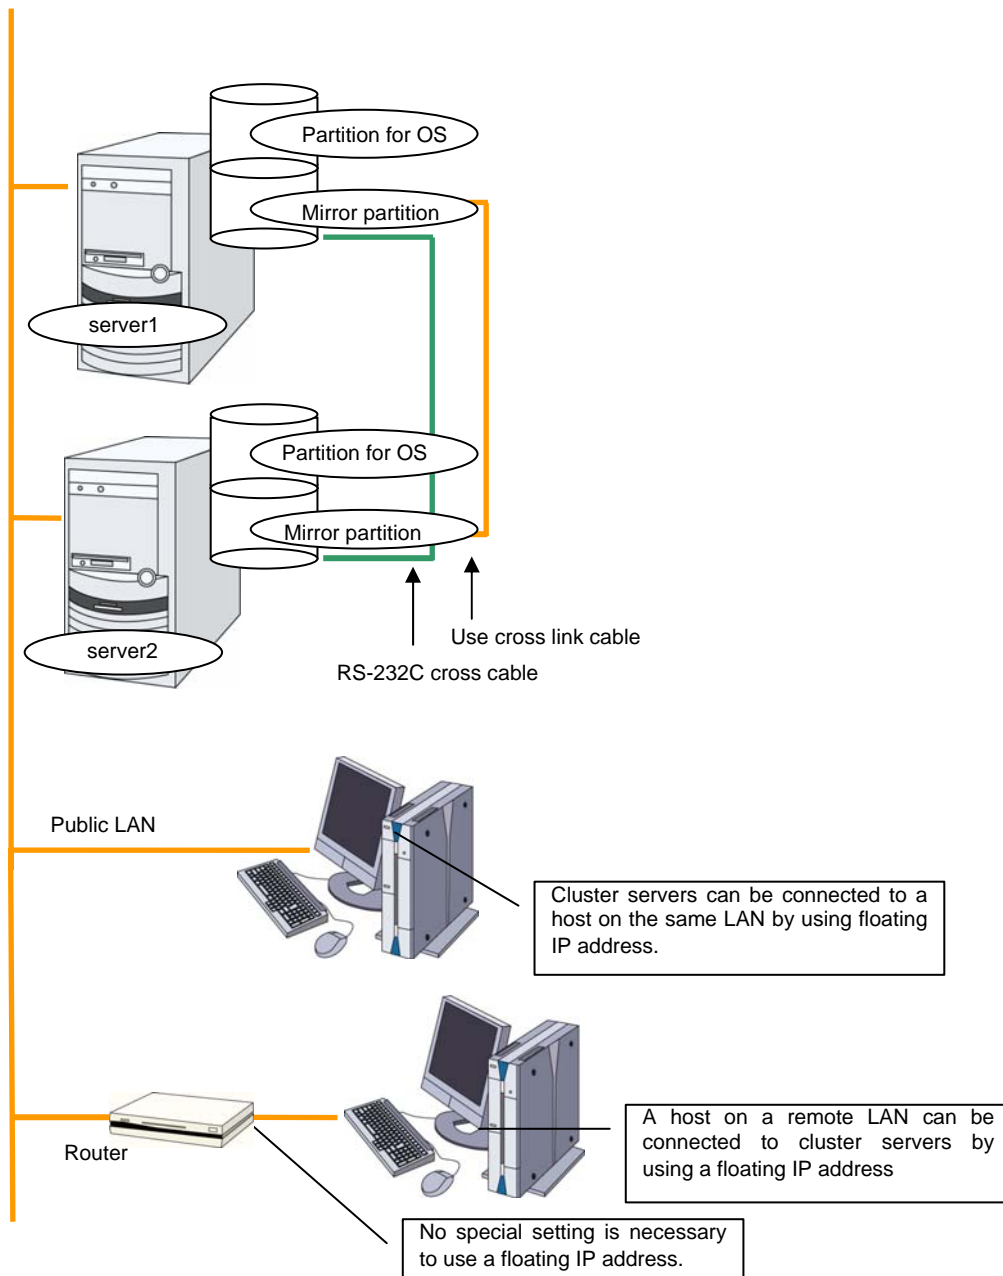 Partition for OS
Mirror partition
server1
Partition for OS
Mirror partition
server2
Use cross link cable
RS-232C cross cable
Public LAN
Cluster servers can be connected to a
host on the same LAN by using floating
IP address.
A host on a remote LAN can be
connected to cluster servers by
using a floating IP address
Router
No special setting is necessary
to use a floating IP address.